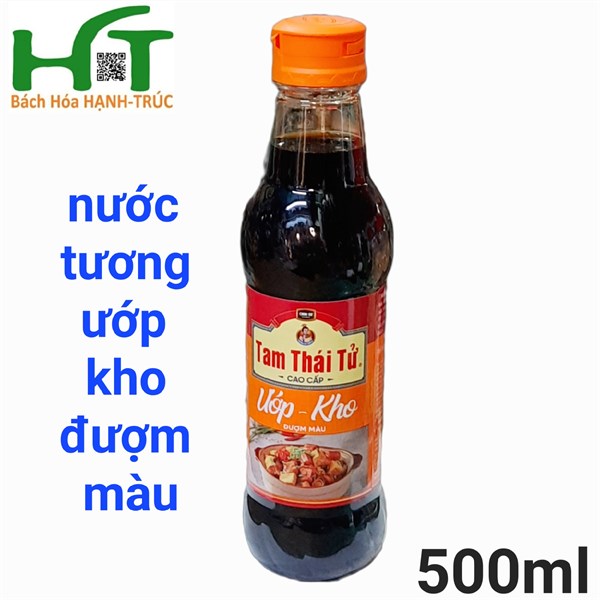 HT
Bách Hóa HẠNH-TRÚC
nước
tương
ướp
kho
đượm
màu
Tam Thái Tử
CAO CẤP
Ướp - Kho
ĐƯỢM MÀU
500ml